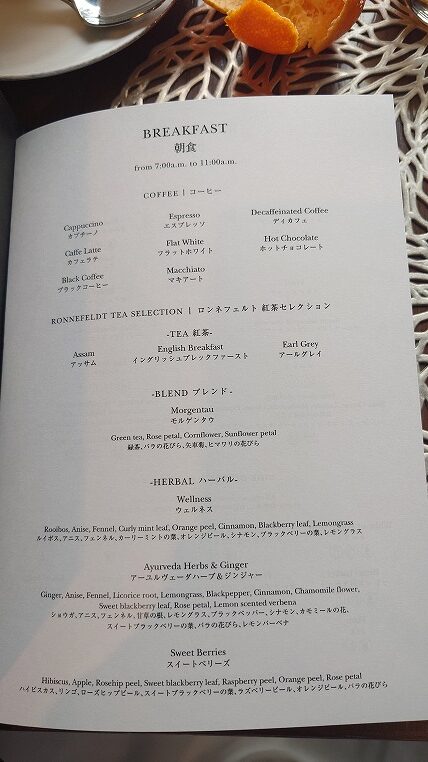 BREAKFAST
朝食
from 7:00a.m. to 11:00a.m.
COFFEE | コーヒー
Cappuccino Espresso Decaffeinated Coffee
カプチーノ エスプレッソ ディカフェ
Caffe Latte Flat White Hot Chocolate
カフェラテ フラットホワイト ホットチョコレート
Black Coffee Macchiato
ブラックコーヒー マキアート
RONNEFELDT TEA SELECTION | ロンネフェルト 紅茶セレクション
-TEA 紅茶-
Assam English Breakfast Earl Grey
アッサム イングリッシュブレックファースト アールグレイ
-BLEND ブレンド-
Morgentau
モルゲンタウ
Green tea, Rose petal, Cornflower, Sunflower petal
緑茶、バラの花びら、矢車菊、ヒマワリの花びら
-HERBAL ハーバル-
Wellness
ウェルネス
Rooibos, Anise, Fennel, Curly mint leaf, Orange peel, Cinnamon, Blackberry leaf, Lemongrass
ルイボス、アニス、フェンネル、カーリーミントの葉、オレンジピール、シナモン、ブラックベリーの葉、レモングラス
Ayurveda Herbs & Ginger
アーユルヴェーダハーブ&ジンジャー
Ginger, Anise, Fennel, Licorice root, Lemongrass, Blackpepper, Cinnamon, Chamomile flower,
Sweet blackberry leaf, Rose petal, Lemon scented verbena
ショウガ、アニス、フェンネル、甘草の根、レモングラス、ブラックペッパー、シナモン、カモミールの花、
スイートブラックベリーの葉、バラの花びら、レモンバーベナ
Sweet Berries
スイートベリーズ
Hibiscus, Apple, Rosehip peel, Sweet blackberry leaf, Raspberry peel, Orange peel, Rose petal
ハイビスカス、リンゴ、ローズヒップピール、スイートブラックベリーの葉、ラズベリーピール、オレンジピール、バラの花びら